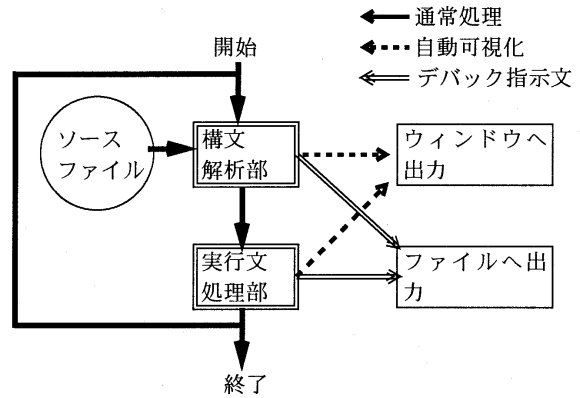 通常処理
自動可視化
デバック指示文
開始
ソース
ファイル
構文
解析部
ウィンドウへ
出力
実行文
処理部
ファイルへ出
力
終了